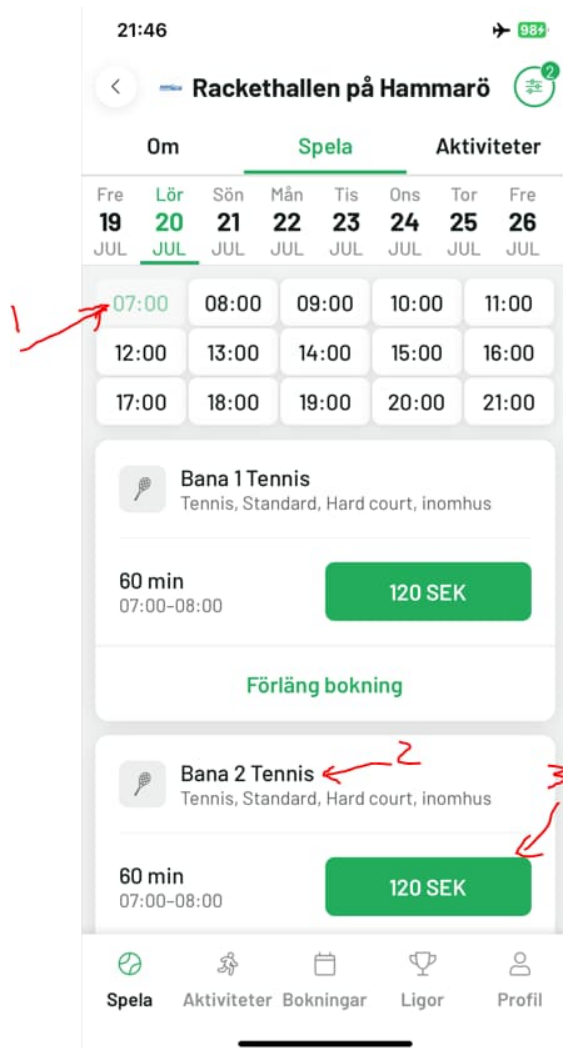 21:46 98
Rackethallen på Hammarö 2
Om Spela Aktiviteter
Fre Lör Sön Mån Tis Ons Tor Fre
19 20 21 22 23 24 25 26
JUL JUL JUL JUL JUL JUL JUL JUL
1
07:00 08:00 09:00 10:00 11:00
12:00 13:00 14:00 15:00 16:00
17:00 18:00 19:00 20:00 21:00
Bana 1 Tennis
Tennis, Standard, Hard court, inomhus
60 min
07:00-08:00
120 SEK
Förläng bokning
Bana 2 Tennis 2
Tennis, Standard, Hard court, inomhus
3
60 min
07:00-08:00
120 SEK
Spela Aktiviteter Bokningar Ligor Profil